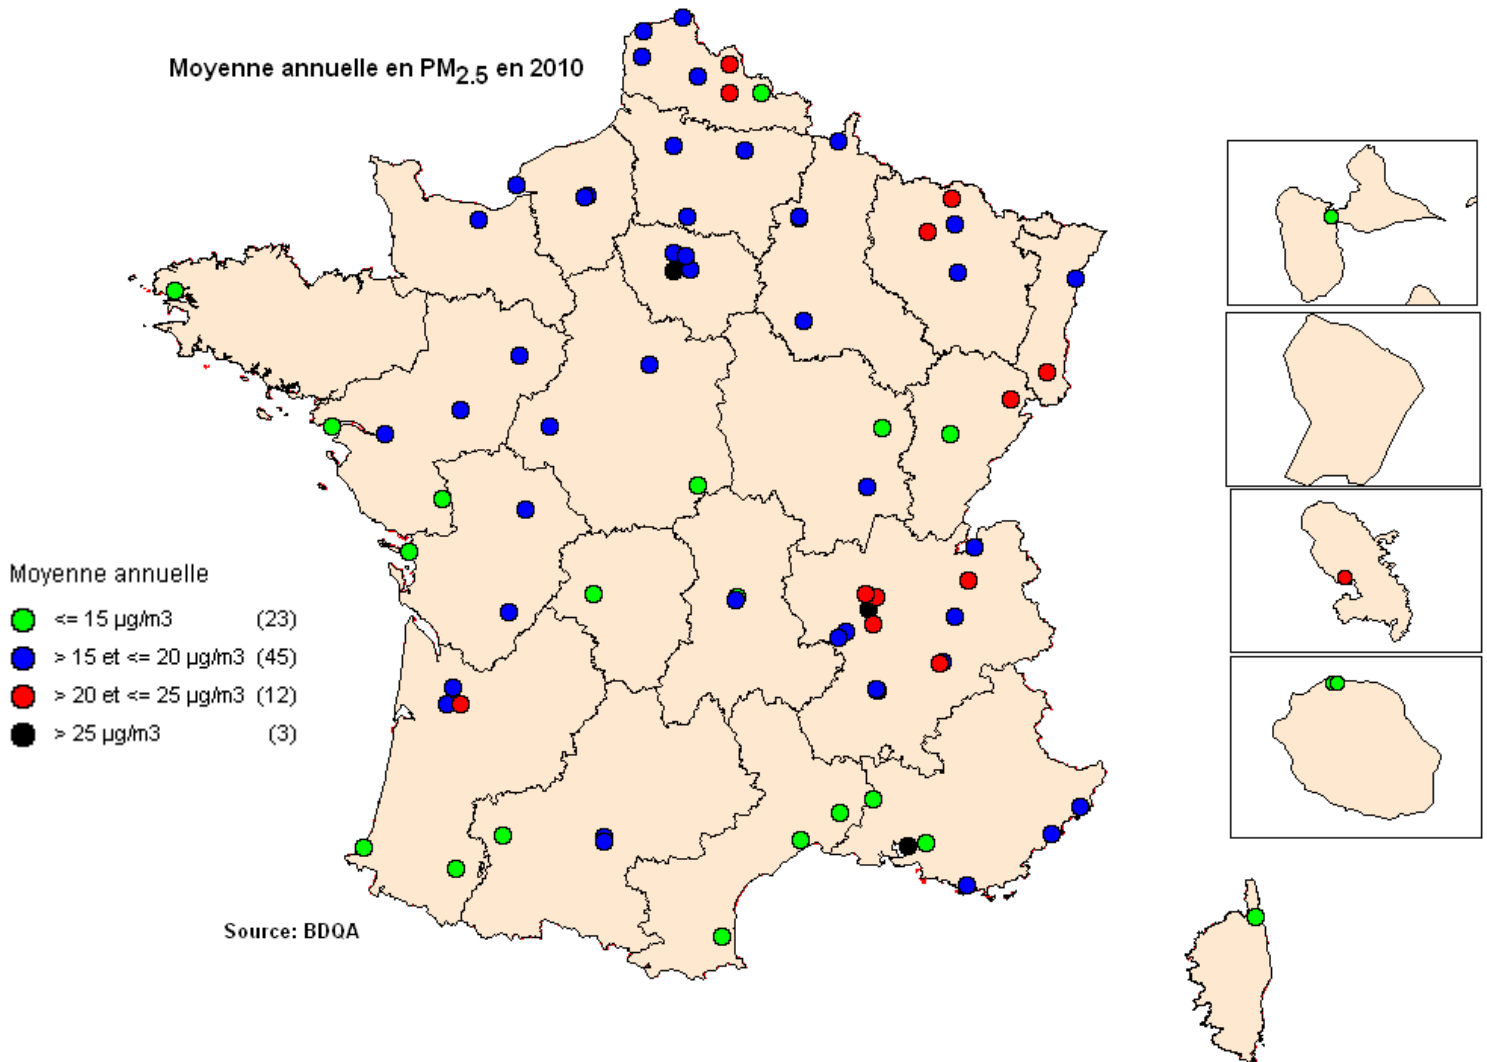 Moyenne annuelle en PM2.5 en 2010
Moyenne annuelle
<= 15 µg/m3 (23)
> 15 et <= 20 µg/m3 (45)
> 20 et <= 25 µg/m3 (12)
> 25 µg/m3 (3)
Source: BDQA